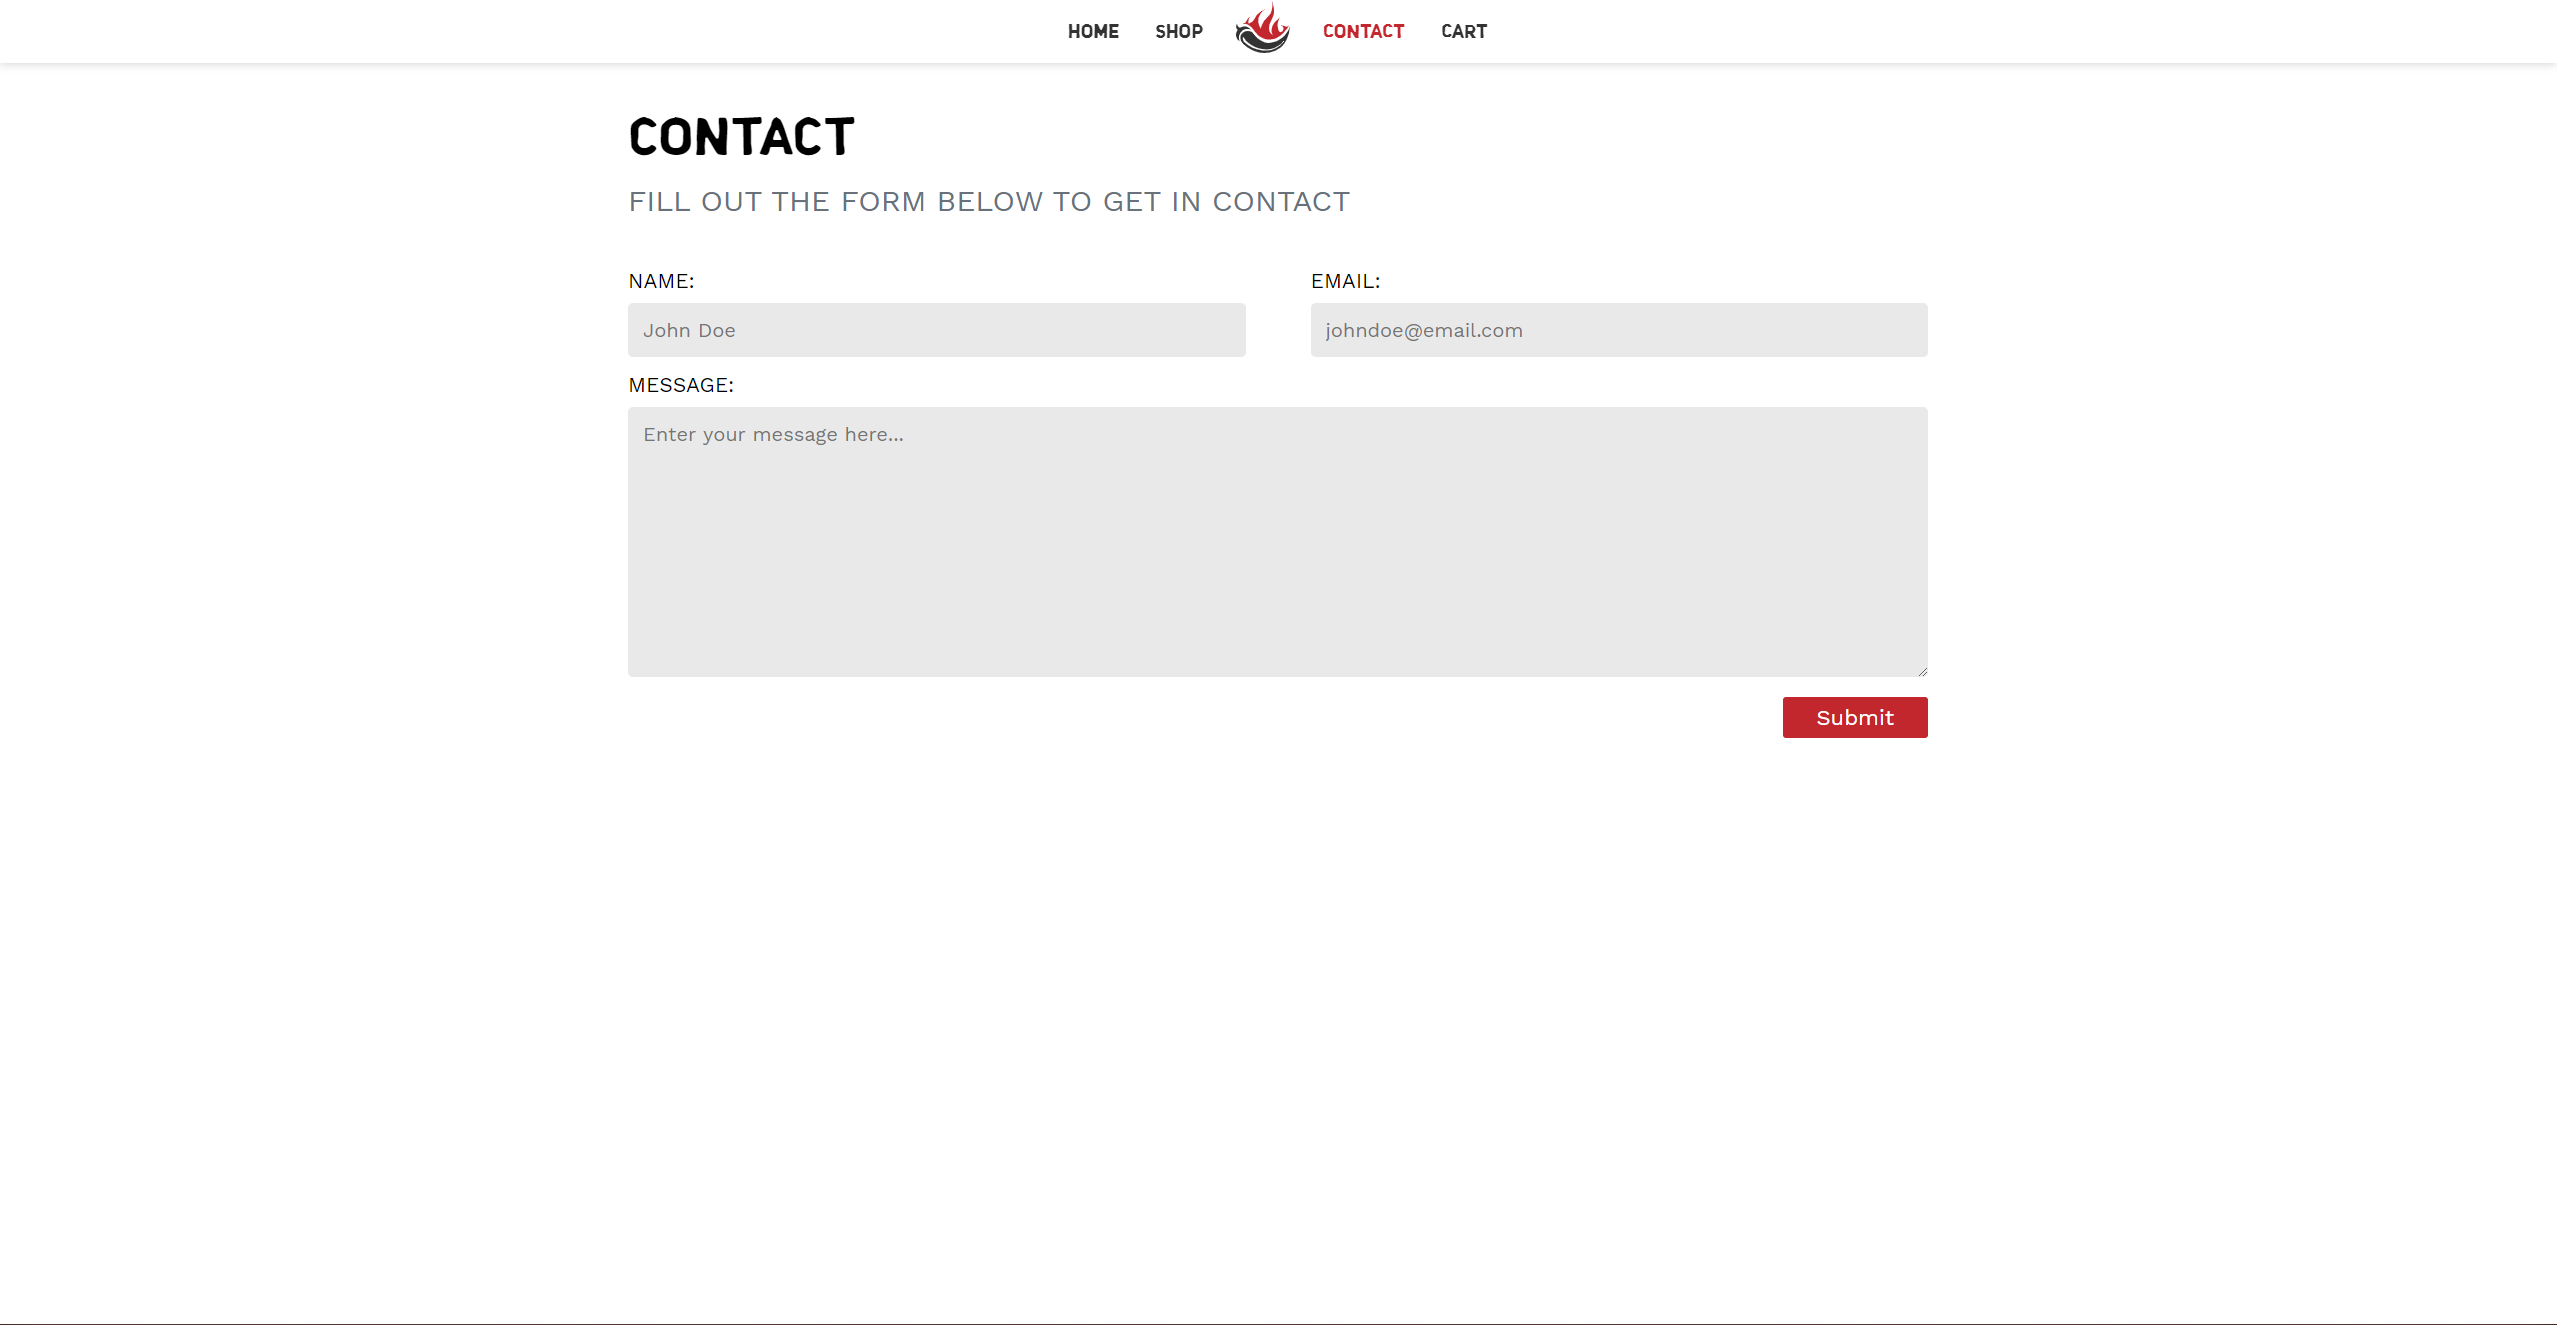 HOME SHOP CONTACT CART
CONTACT
FILL OUT THE FORM BELOW TO GET IN CONTACT
NAME: EMAIL:
John Doe johndoe@email.com
MESSAGE:
Enter your message here...
Submit